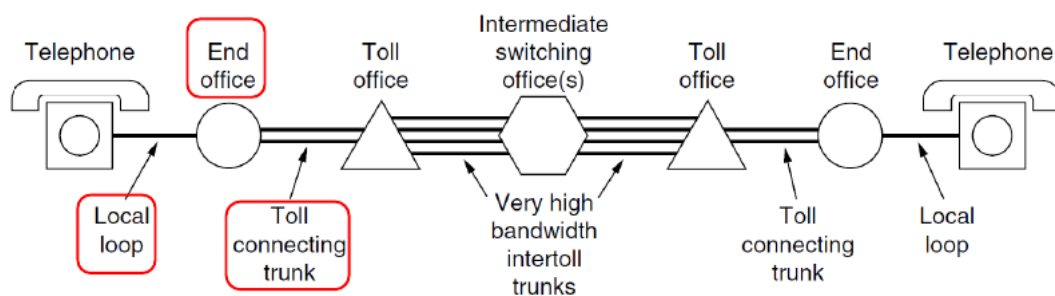 Telephone
End
office
Toll
office
Intermediate
switching
office(s)
Toll
office
End
office
Telephone
Local
loop
Toll
connecting
trunk
Very high
bandwidth
intertoll
trunks
Toll
connecting
trunk
Local
loop